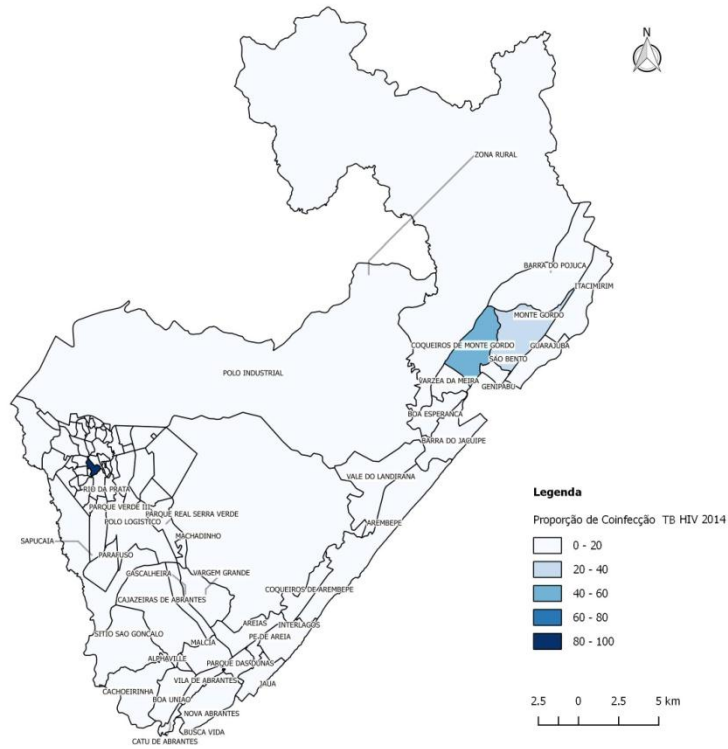 N
ZONA RURAL
BARRA DO POJUCA
ITACIMIRIM
MONTE GORDO
COQUEIROS DE MONTE GORDO
GUARAJUBA
SÃO BENTO
POLO INDUSTRIAL
VARZEA DA MEIRA
GENIPABU
BOA ESPERANCA
BARRA DO JAGUIPE
VALE DO LANDIRANA
RIO DA PRATA
PARQUE VERDE III
PARQUE REAL SERRA VERDE
POLO LOGISTICO
AREMBEPE
MACHADINHO
SAPUCAIA
PARAFUSO
CASCALHEIRA
VARGEM GRANDE
COQUEIROS DE AREMBEPE
CAJAZEIRAS DE ABRANTES
AREIAS
INTERLAGOS
SITIO SAO GONCALO
MALCIA
PE DE AREIA
ALPHAVILLE
PARQUE DAS DUNAS
VILA DE ABRANTES
JAUA
CACHOEIRINHA
BOA UNIAO
NOVA ABRANTES
BUSCA VIDA
CATU DE ABRANTES
Legenda
Proporção de Coinfecção TB HIV 2014
0 - 20
20 - 40
40 - 60
60 - 80
80 - 100
2.5 0 2.5 5 km